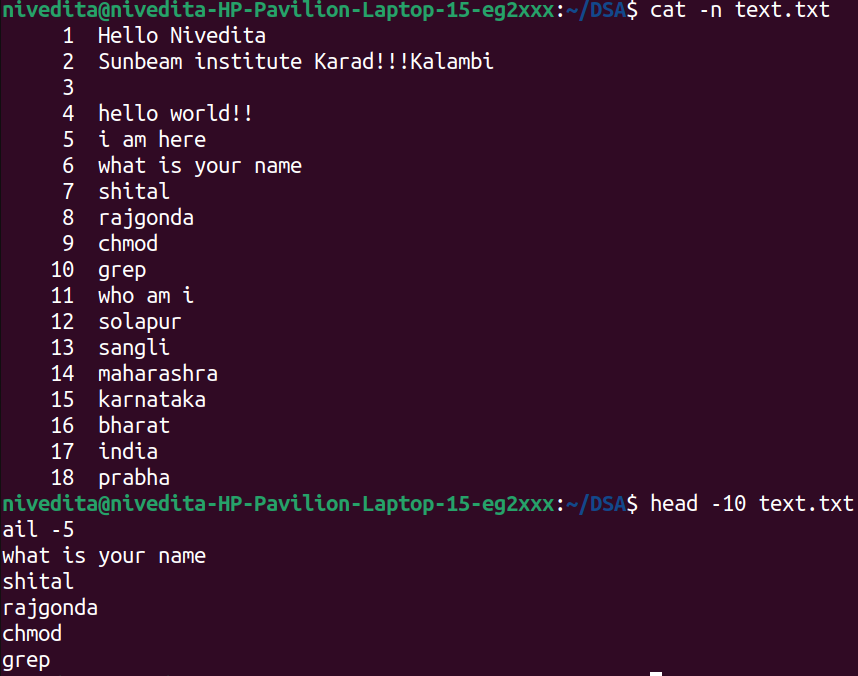 nivedita@nivedita-HP-Pavilion-Laptop-15-eg2xxx:~/DSA$ cat -n text.txt
     1  Hello Nivedita
     2  Sunbeam institute Karad!!!Kalambi
     3
     4  hello world!!
     5  i am here
     6  what is your name
     7  shital
     8  rajgonda
     9  chmod
    10  grep
    11  who am i
    12  solapur
    13  sangli
    14  maharashra
    15  karnataka
    16  bharat
    17  india
    18  prabha
nivedita@nivedita-HP-Pavilion-Laptop-15-eg2xxx:~/DSA$ head -10 text.txt
ail -5
what is your name
shital
rajgonda
chmod
grep